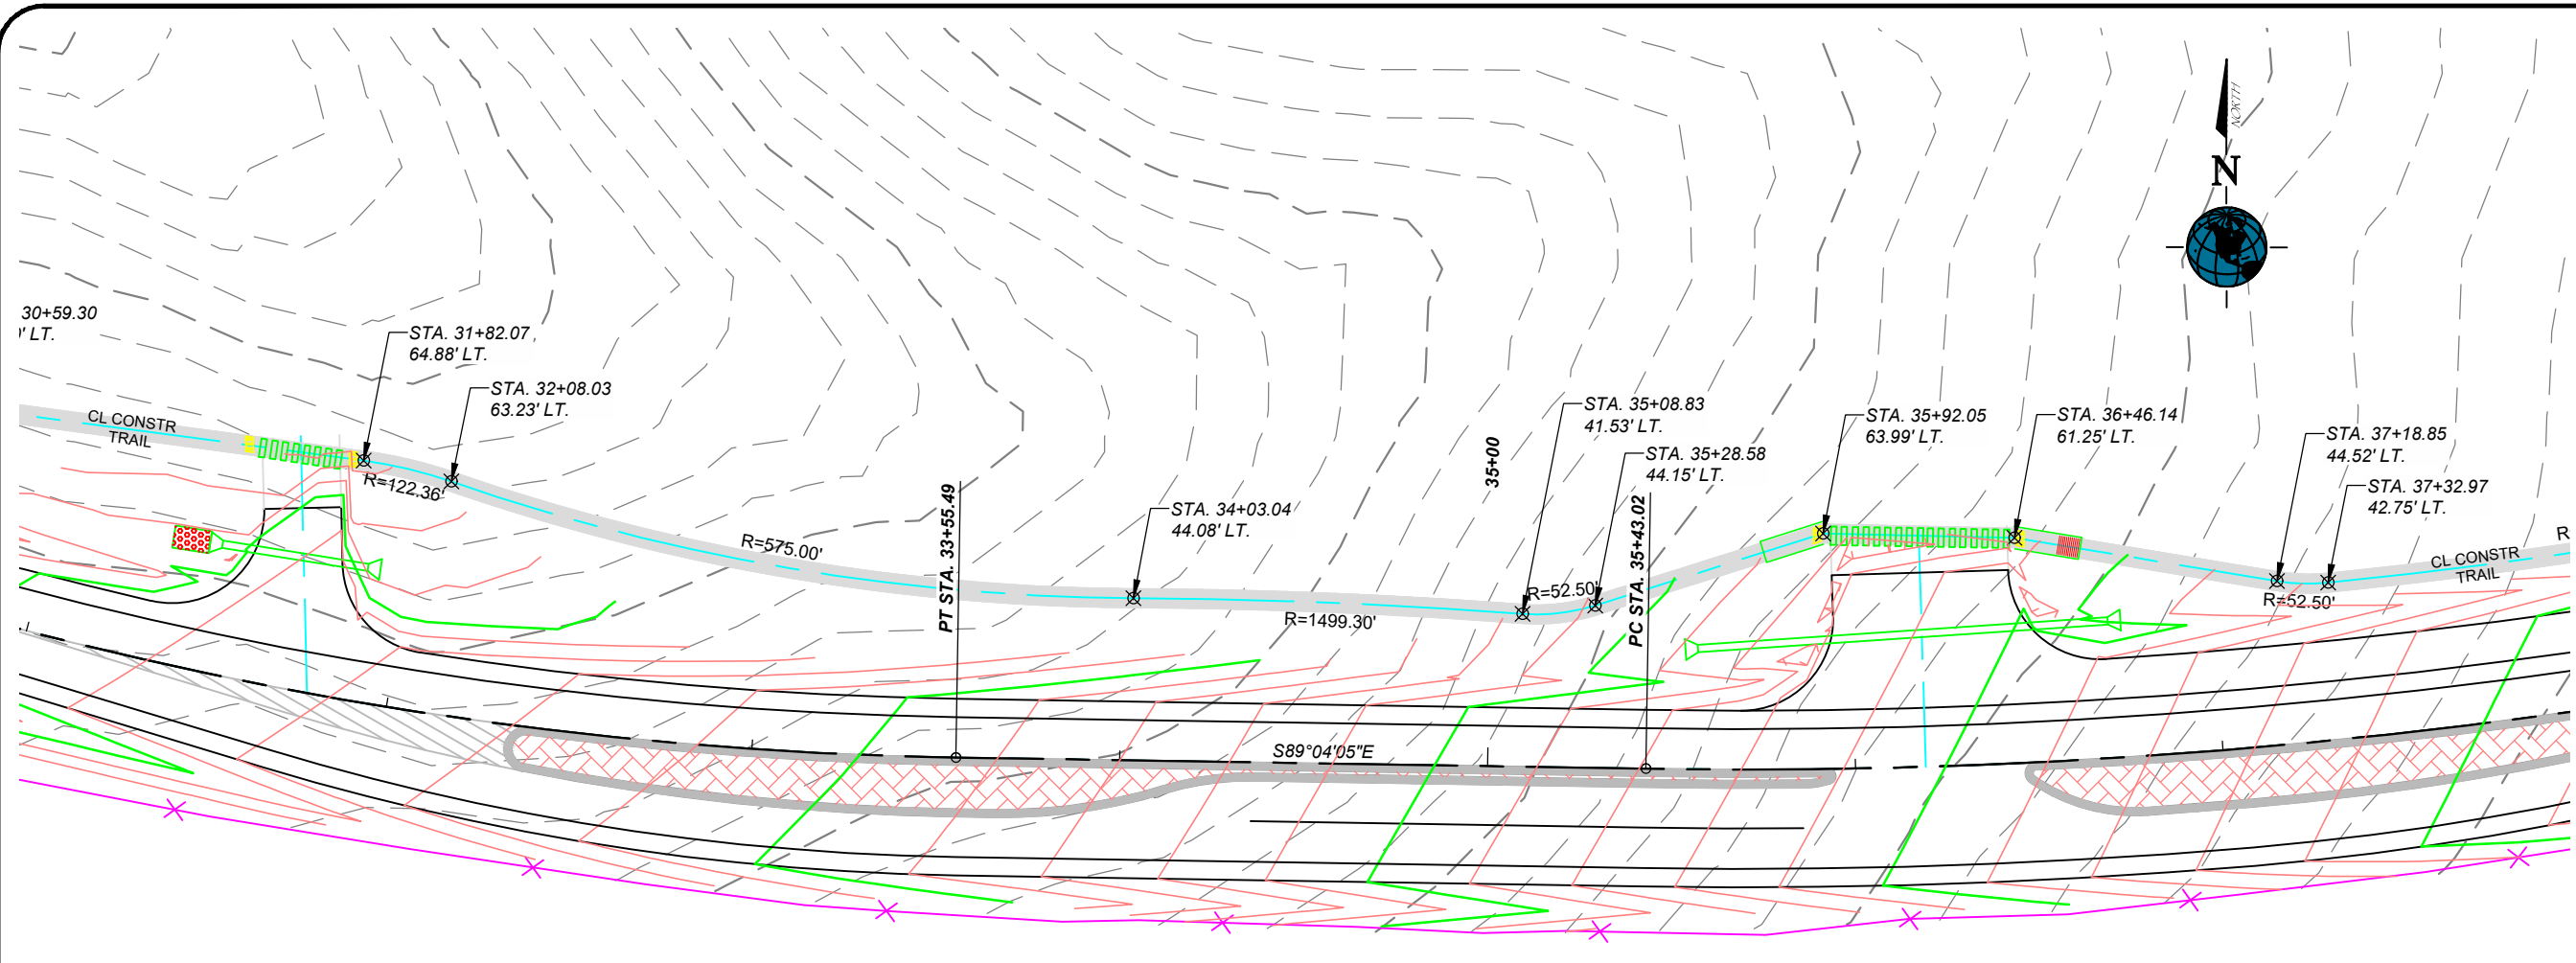 NORTH
N
30+59.30
' LT.
STA. 31+82.07
64.88' LT.
STA. 32+08.03
63.23' LT.
CL CONSTR
TRAIL
R=122.36'
R=575.00'
PT STA. 33+55.49
STA. 34+03.04
44.08' LT.
R=1499.30'
35+00
STA. 35+08.83
41.53' LT.
STA. 35+28.58
44.15' LT.
R=52.50'
PC STA. 35+43.02
STA. 35+92.05
63.99' LT.
STA. 36+46.14
61.25' LT.
STA. 37+18.85
44.52' LT.
STA. 37+32.97
42.75' LT.
R=52.50'
CL CONSTR
TRAIL
R
S89°04'05"E